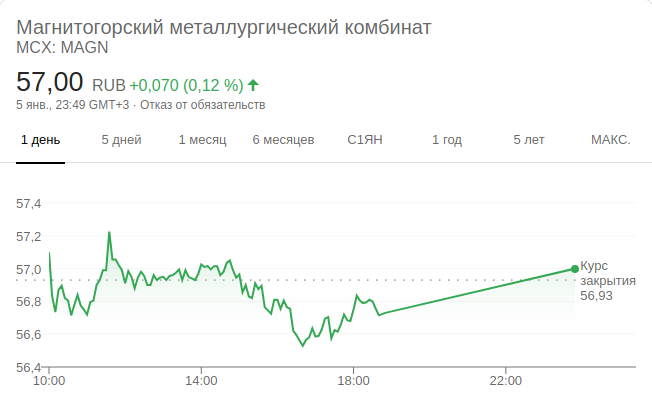 Магнитогорский металлургический комбинат
MCX: MAGN
57,00 RUB +0,070 (0,12 %)
5 янв., 23:49 GMT+3 · Отказ от обязательств
1 день 5 дней 1 месяц 6 месяцев С1ЯН 1 год 5 лет МАКС.
57,4
57,2
57,0
Курс
закрытия
56,93
56,8
56,6
56,4
10:00 14:00 18:00 22:00